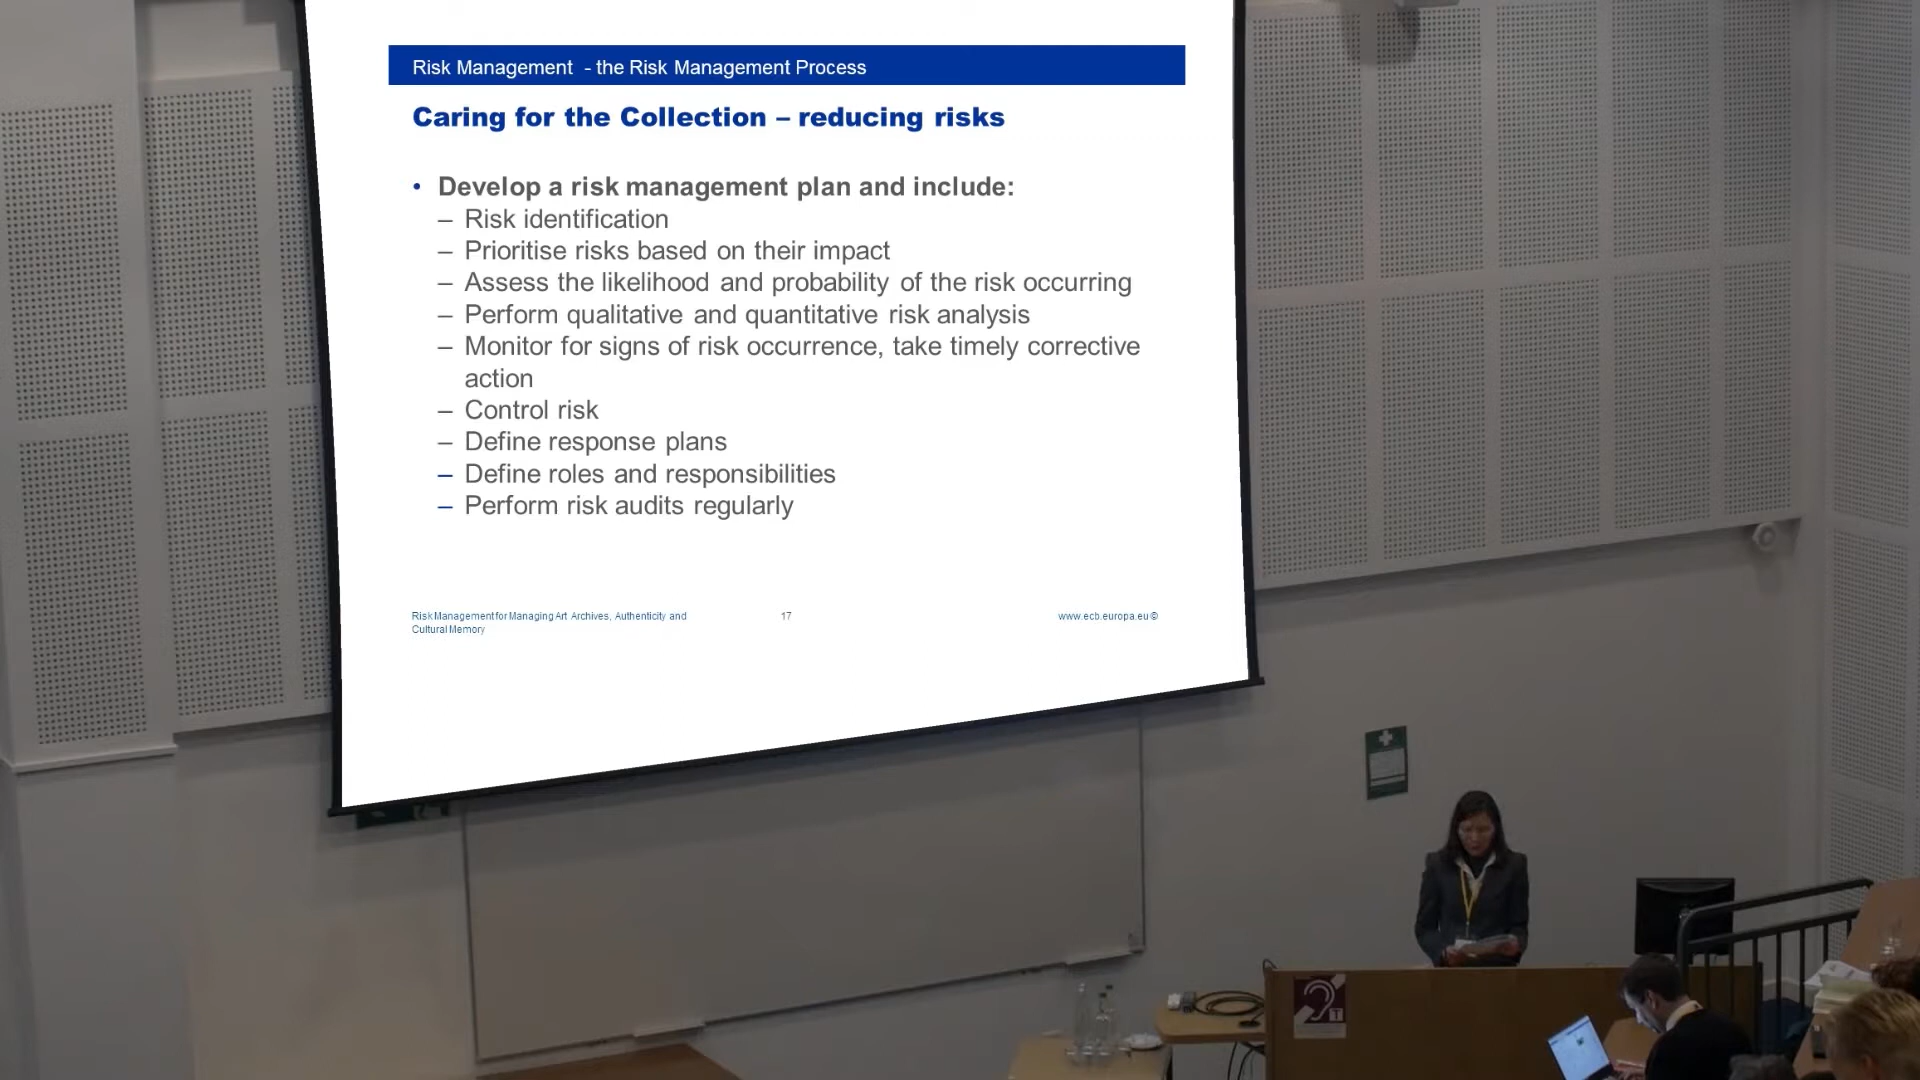 Risk Management - the Risk Management Process
Caring for the Collection – reducing risks
• Develop a risk management plan and include:
– Risk identification
– Prioritise risks based on their impact
– Assess the likelihood and probability of the risk occurring
– Perform qualitative and quantitative risk analysis
– Monitor for signs of risk occurrence, take timely corrective
action
– Control risk
– Define response plans
– Define roles and responsibilities
– Perform risk audits regularly
Risk Management for Managing Art Archives, Authenticity and
Cultural Memory
17
www.ecb.europa.eu ©
T